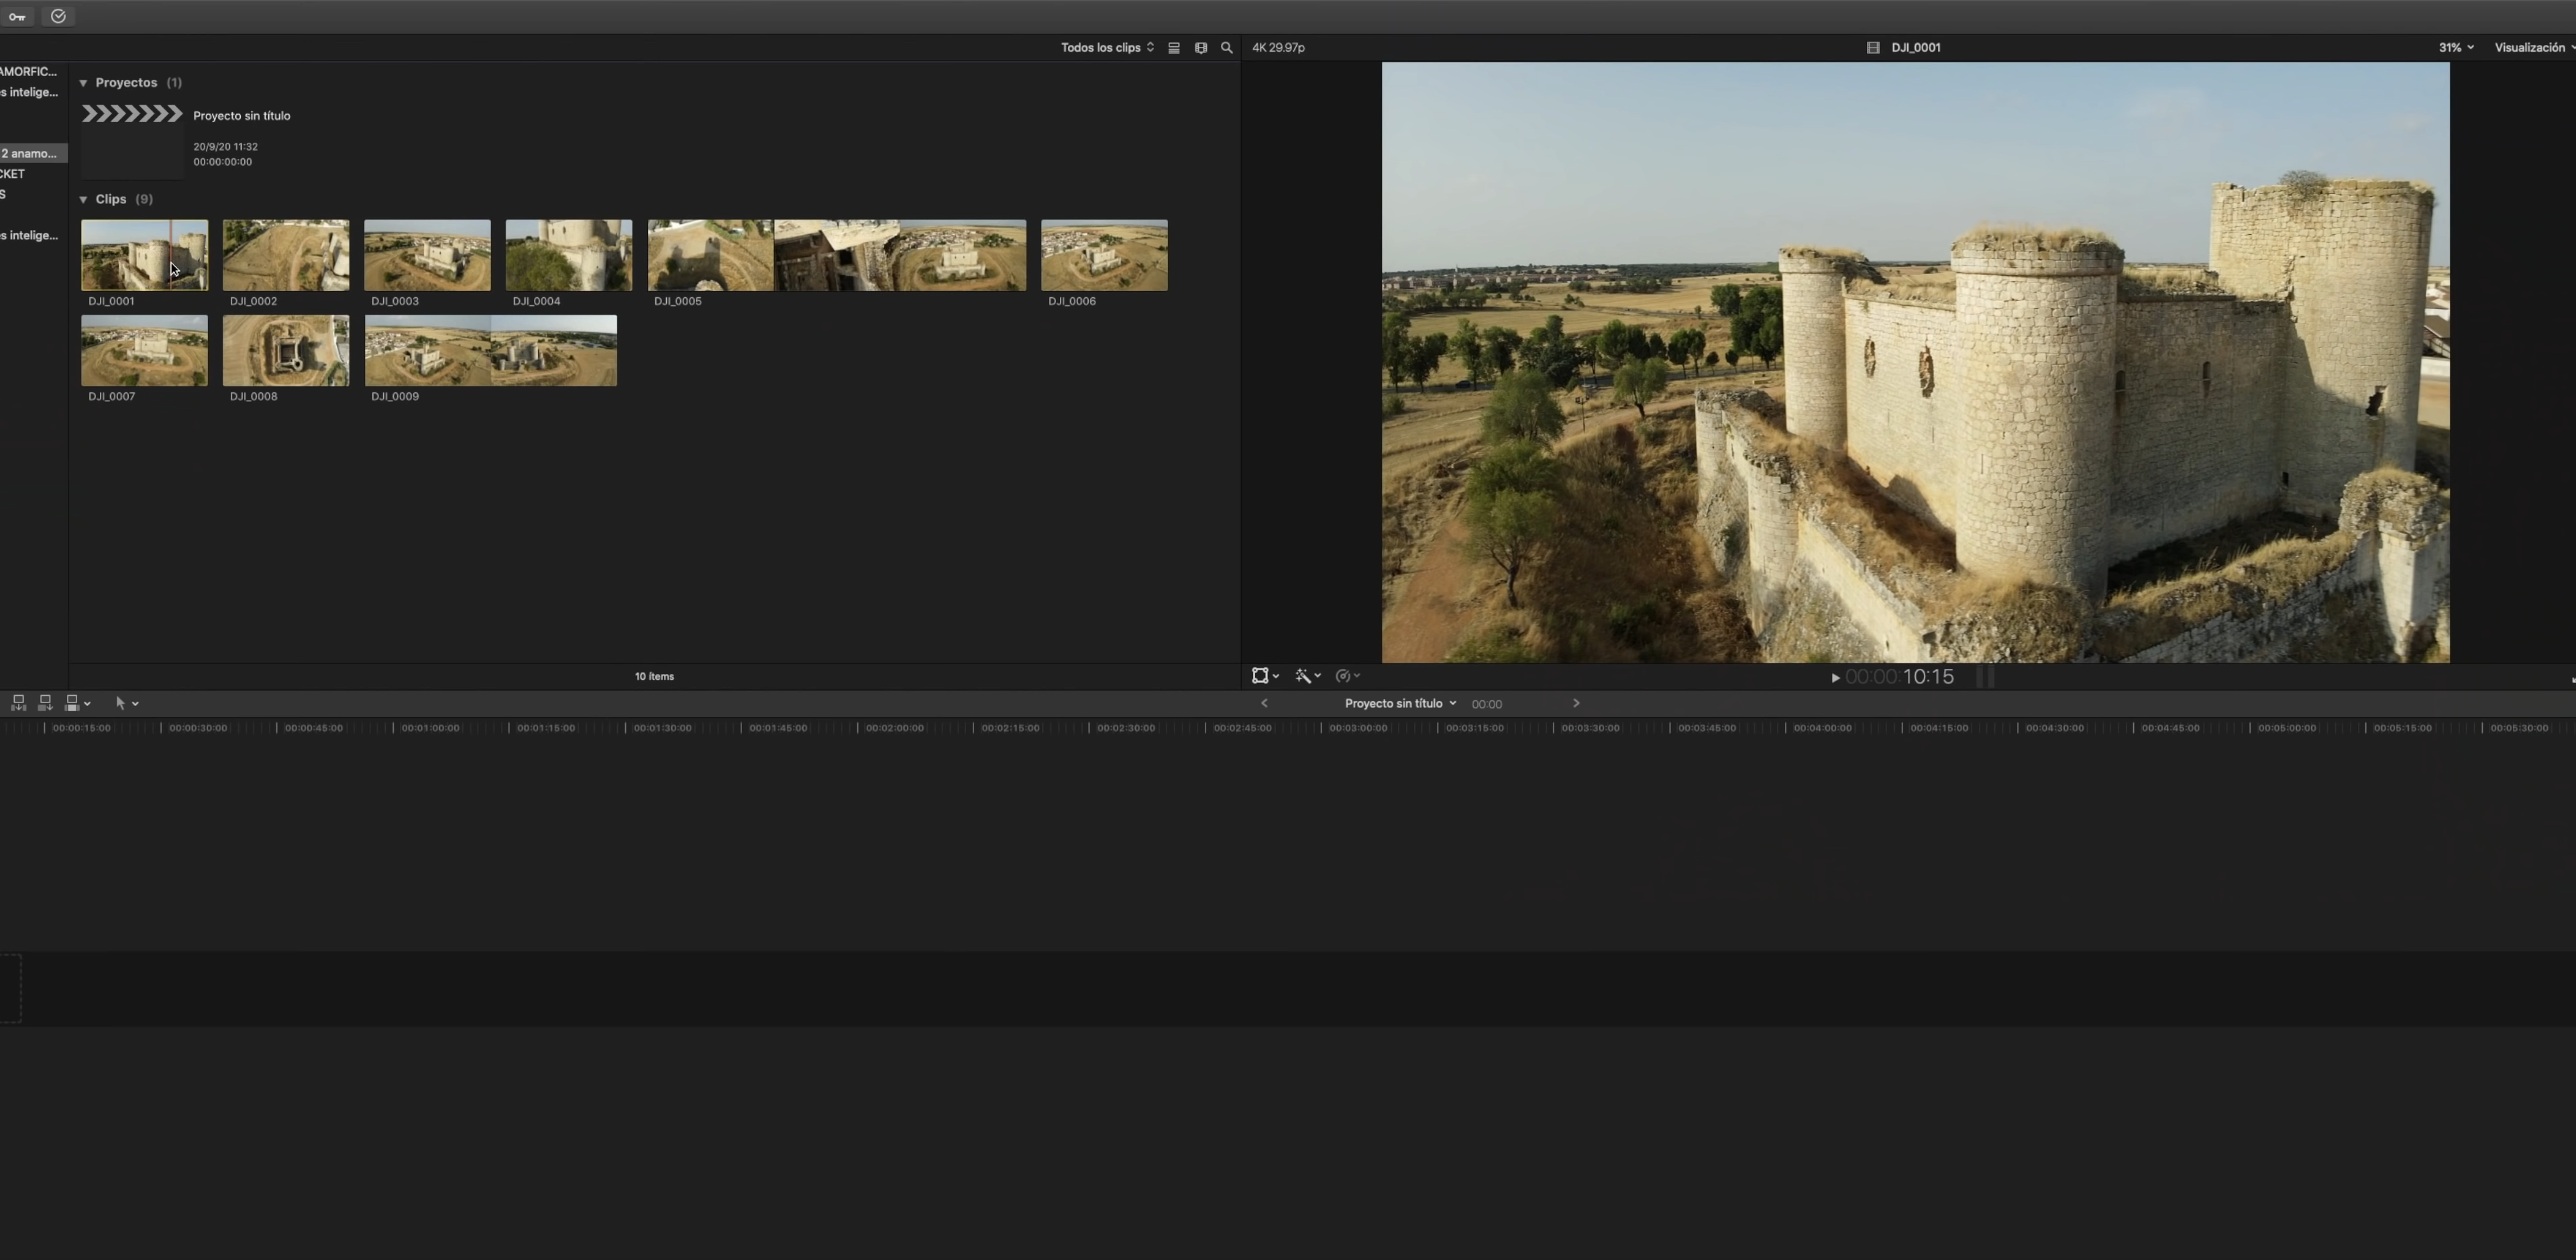 Todos los clips
4K 29.97p
DJI_0001
31%
Visualización
AMORFIC...
s intelige...
2 anamo...
CKET
S
s intelige...
Proyectos (1)
Proyecto sin título
20/9/20 11:32
00:00:00:00
Clips (9)
DJI_0001
DJI_0002
DJI_0003
DJI_0004
DJI_0005
DJI_0006
DJI_0007
DJI_0008
DJI_0009
10 ítems
00:00:10:15
Proyecto sin título
00:00
00:00:15:00
00:00:30:00
00:00:45:00
00:01:00:00
00:01:15:00
00:01:30:00
00:01:45:00
00:02:00:00
00:02:15:00
00:02:30:00
00:02:45:00
00:03:00:00
00:03:15:00
00:03:30:00
00:03:45:00
00:04:00:00
00:04:15:00
00:04:30:00
00:04:45:00
00:05:00:00
00:05:15:00
00:05:30:00